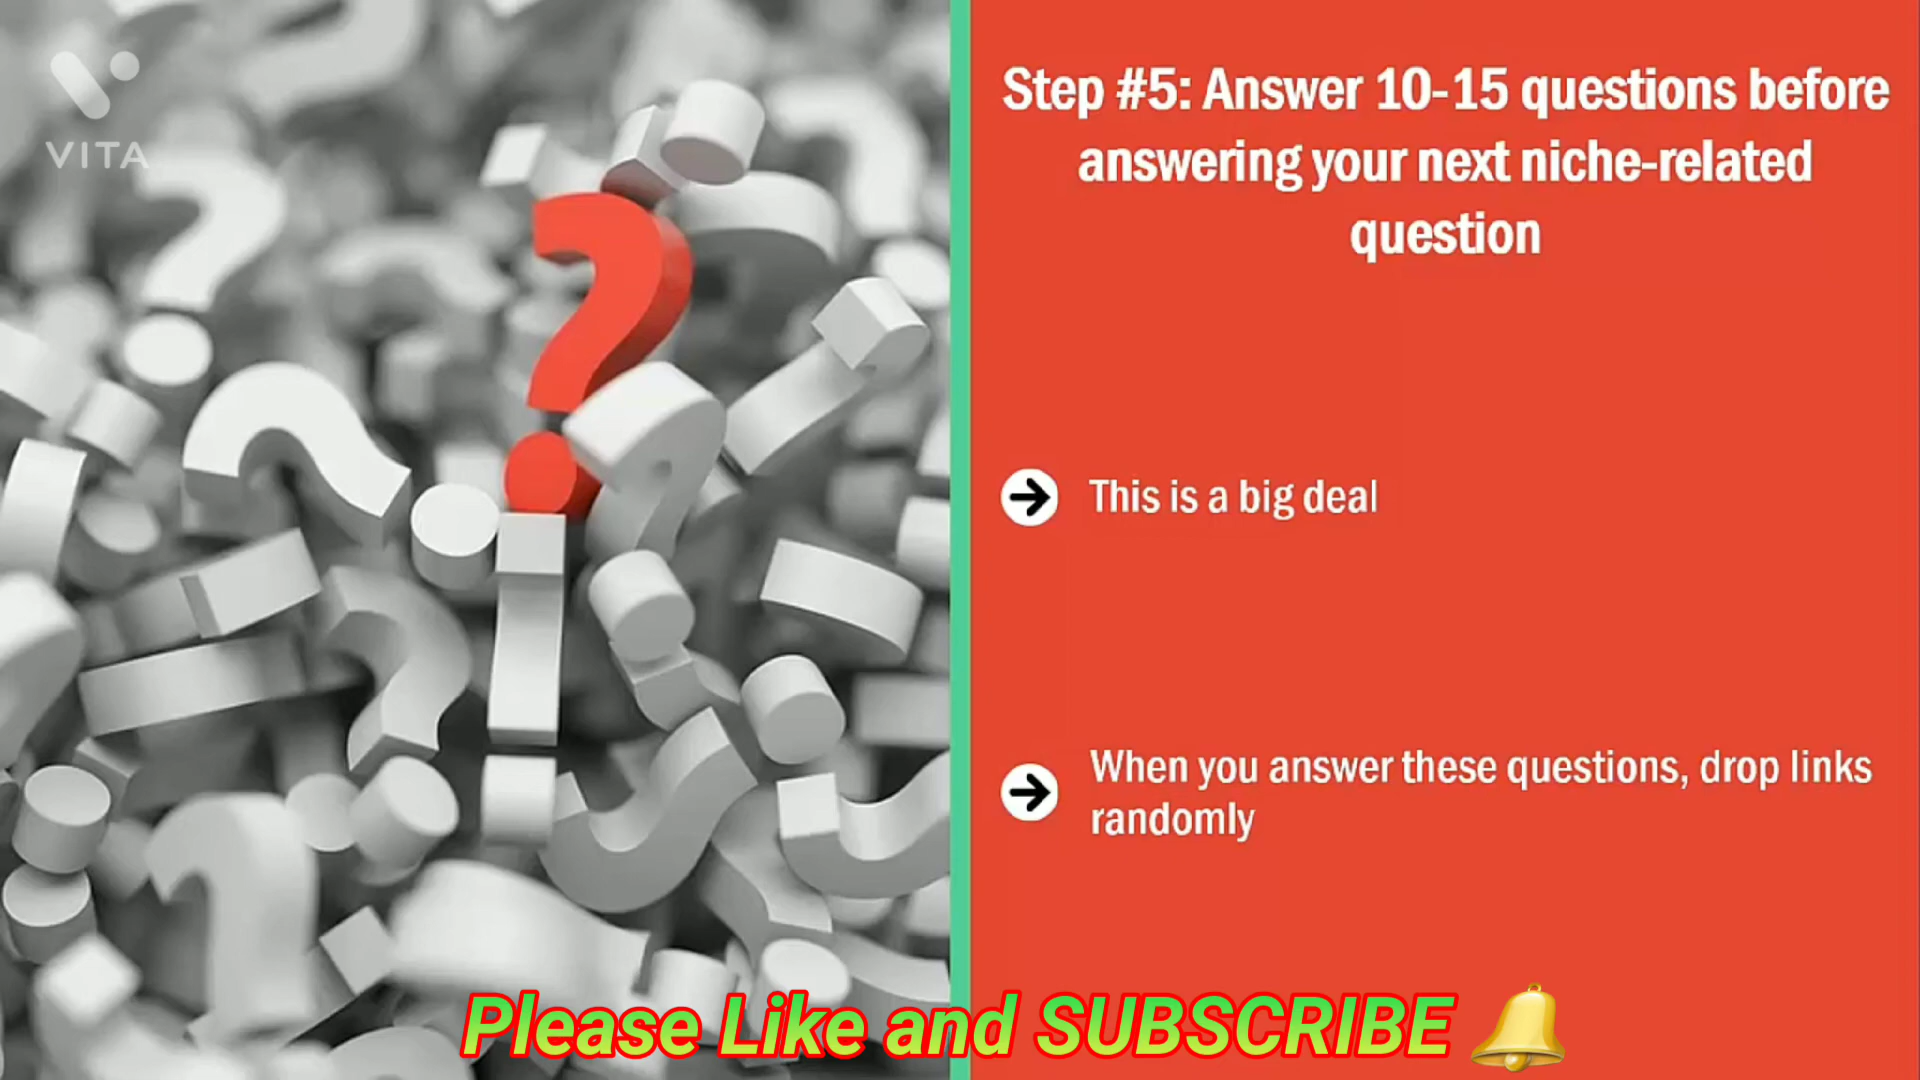 VITA
Step #5: Answer 10-15 questions before
answering your next niche-related
question
This is a big deal
When you answer these questions, drop links
randomly
Please Like and SUBSCRIBE 🔔